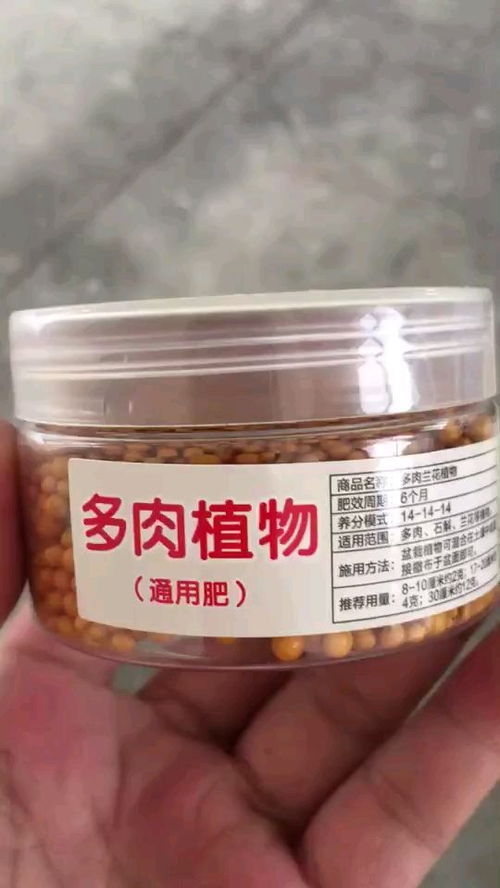 多肉植物
（通用肥）
商品名称：多肉兰花植物
肥效周期：6个月
养分模式：14-14-14
适用范围：多肉、石斛、兰花等
施用方法：盆栽植物可混合在土壤
接撒布于盆面即可。
推荐用量：8-10厘米约2克；17-20厘米
4克；30厘米约12克。